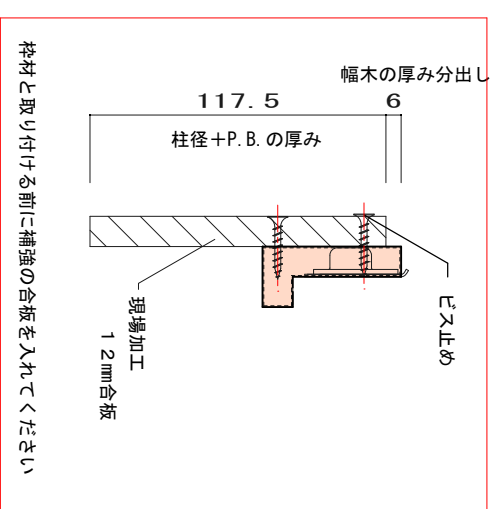 幅木の厚み分出し
117.5
6
柱径＋P.B.の厚み
枠材と取り付ける前に補強の合板を入れてください
ビス止め
現場加工
１２㎜合板